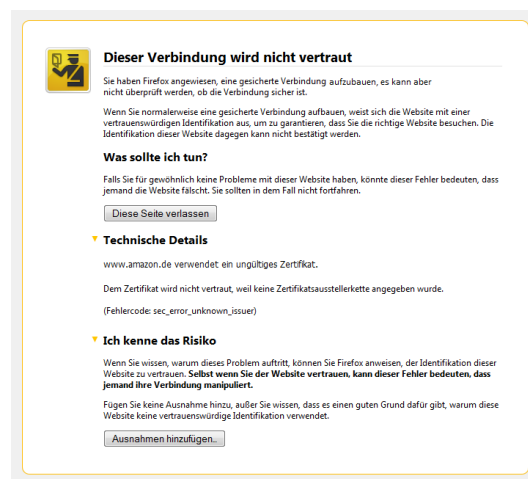 Dieser Verbindung wird nicht vertraut
Sie haben Firefox angewiesen, eine gesicherte Verbindung aufzubauen, es kann aber
nicht überprüft werden, ob die Verbindung sicher ist.
Wenn Sie normalerweise eine gesicherte Verbindung aufbauen, weist sich die Website mit einer
vertrauenswürdigen Identifikation aus, um zu garantieren, dass Sie die richtige Website besuchen. Die
Identifikation dieser Website dagegen kann nicht bestätigt werden.
Was sollte ich tun?
Falls Sie für gewöhnlich keine Probleme mit dieser Website haben, könnte dieser Fehler bedeuten, dass
jemand die Website fälscht. Sie sollten in dem Fall nicht fortfahren.
Diese Seite verlassen
Technische Details
www.amazon.de verwendet ein ungültiges Zertifikat.
Dem Zertifikat wird nicht vertraut, weil keine Zertifikatsausstellerkette angegeben wurde.
(Fehlercode: sec_error_unknown_issuer)
Ich kenne das Risiko
Wenn Sie wissen, warum dieses Problem auftritt, können Sie Firefox anweisen, der Identifikation dieser
Website zu vertrauen. Selbst wenn Sie der Website vertrauen, kann dieser Fehler bedeuten, dass
jemand ihre Verbindung manipuliert.
Fügen Sie keine Ausnahme hinzu, außer Sie wissen, dass es einen guten Grund dafür gibt, warum diese
Website keine vertrauenswürdige Identifikation verwendet.
Ausnahmen hinzufügen..